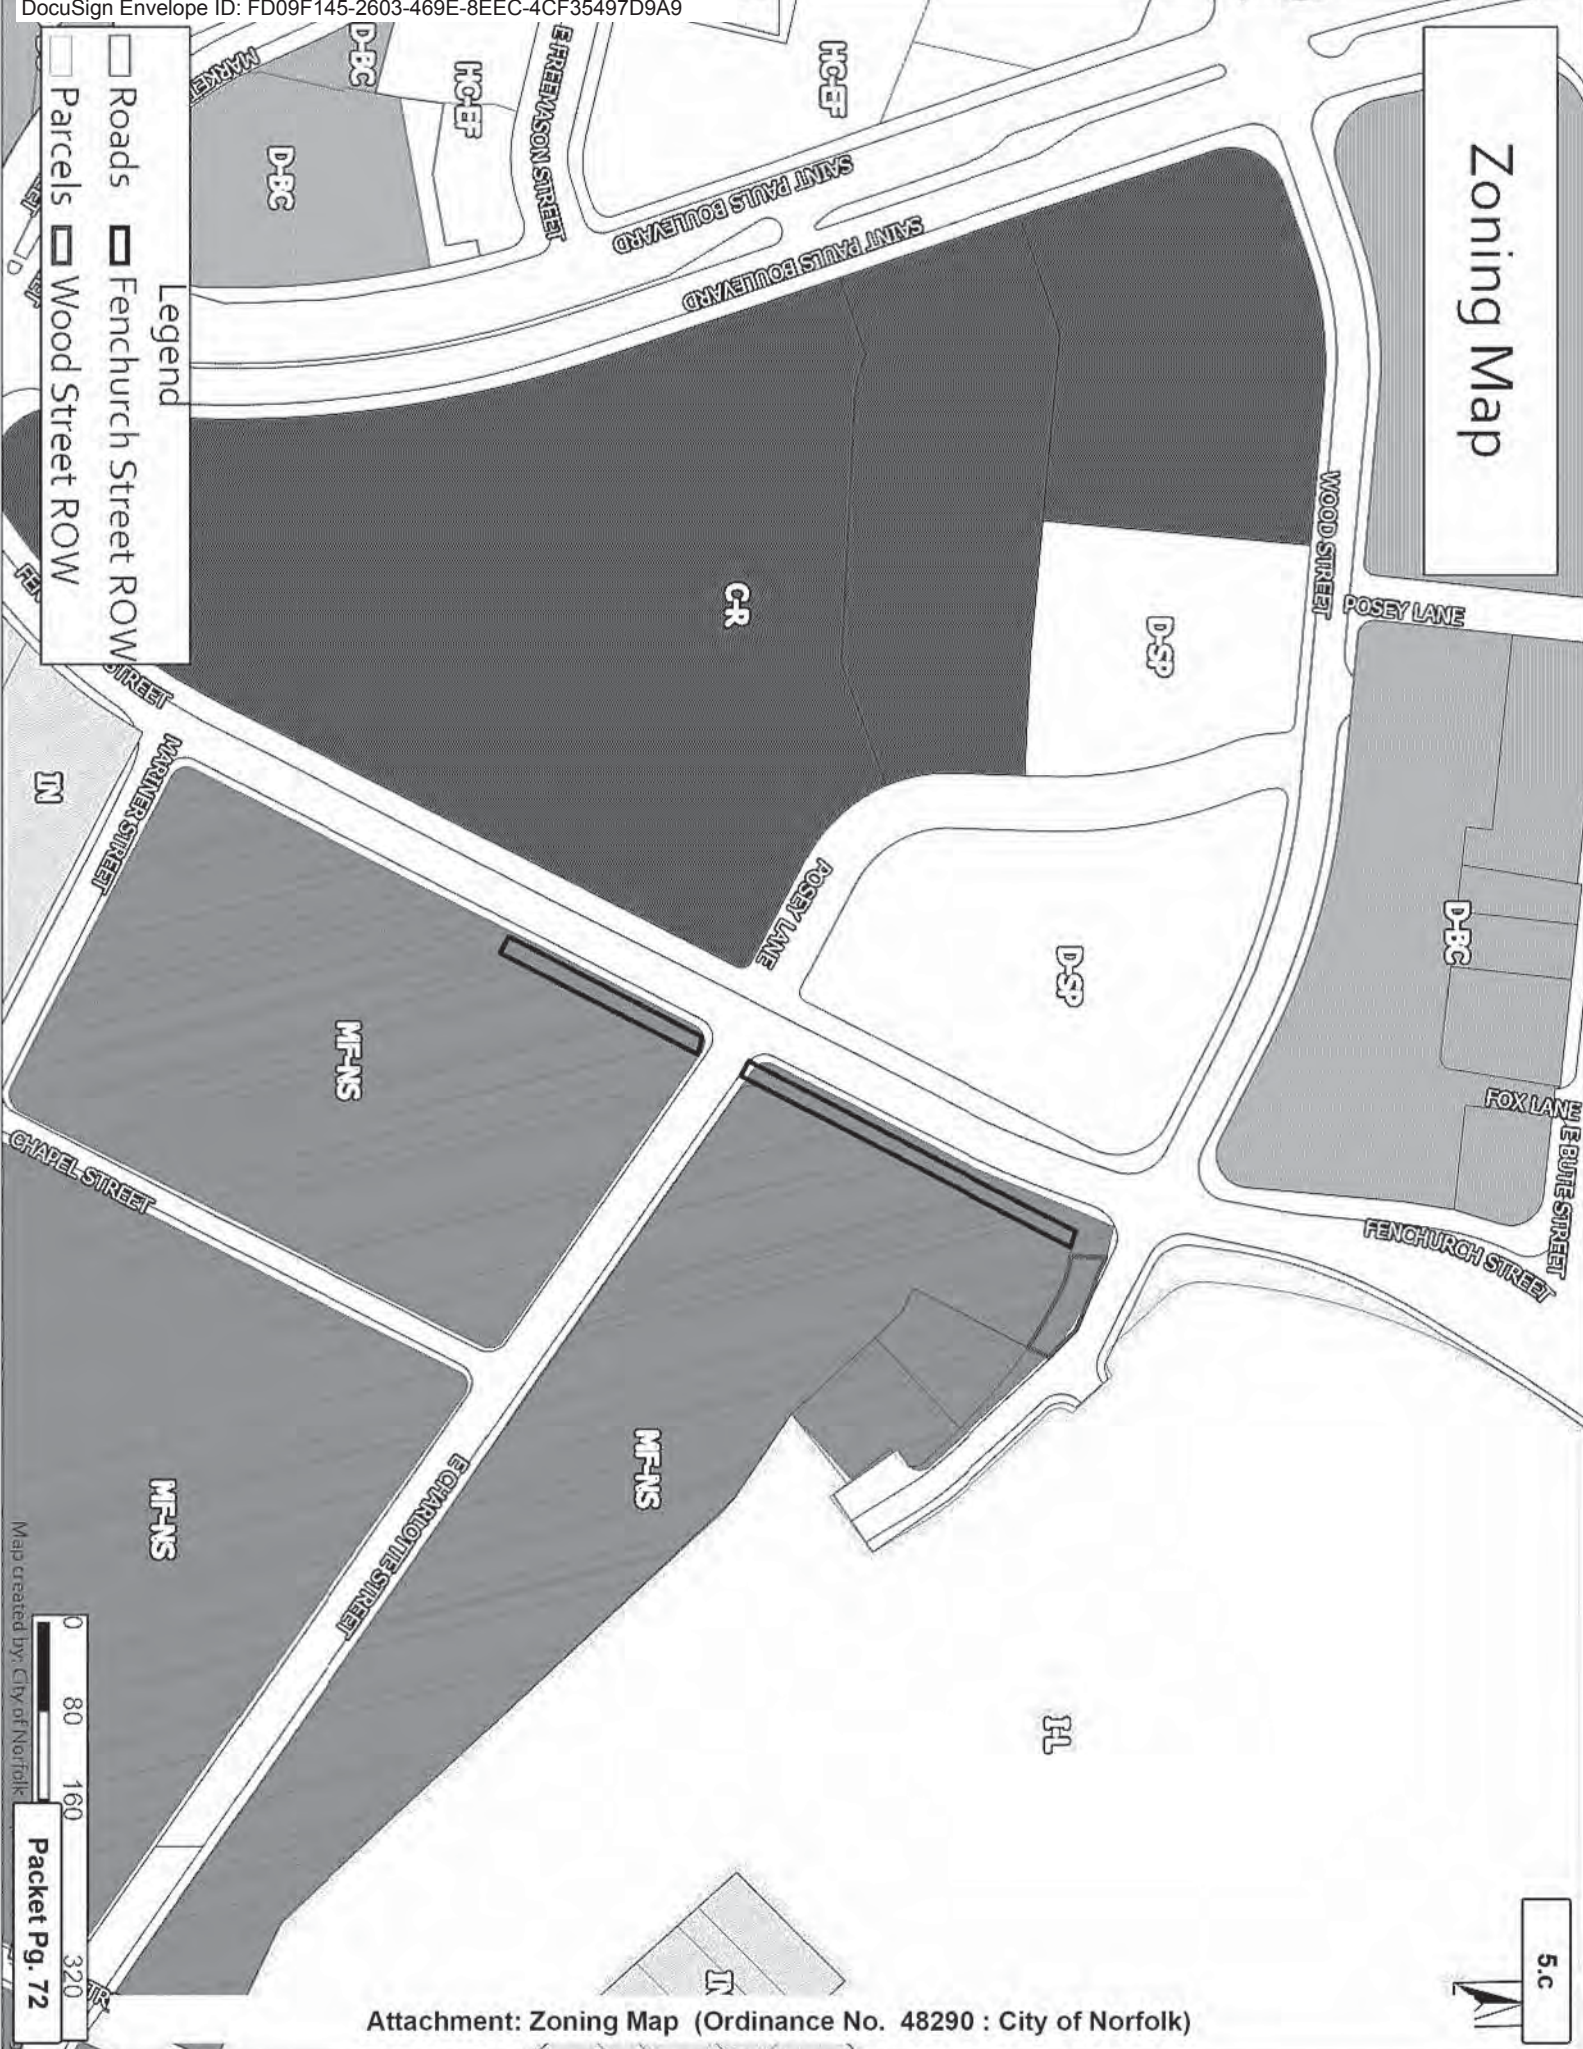 DocuSign Envelope ID: FD09F145-2603-469E-8EEC-4CF35497D9A9
Zoning Map
5.c
HC-EF
HC-EF
D-BC
D-BC
MARKET
E FREEMASON STREET
SAINT PAULS BOULEVARD
SAINT PAULS BOULEVARD
WOOD STREET
POSEY LANE
D-SP
C-R
D-BC
FOX LANE
E BUTE STREET
FENCHURCH STREET
D-SP
POSEY LANE
STREET
MARINER STREET
IN
MF-NS
CHAPEL STREET
MF-NS
E CHARLOTTE STREET
MF-NS
I-L
IN
Legend
Roads
Fenchurch Street ROW
Parcels
Wood Street ROW
0 80 160 320
Map created by: City of Norfolk
Packet Pg. 72
Attachment: Zoning Map (Ordinance No. 48290 : City of Norfolk)